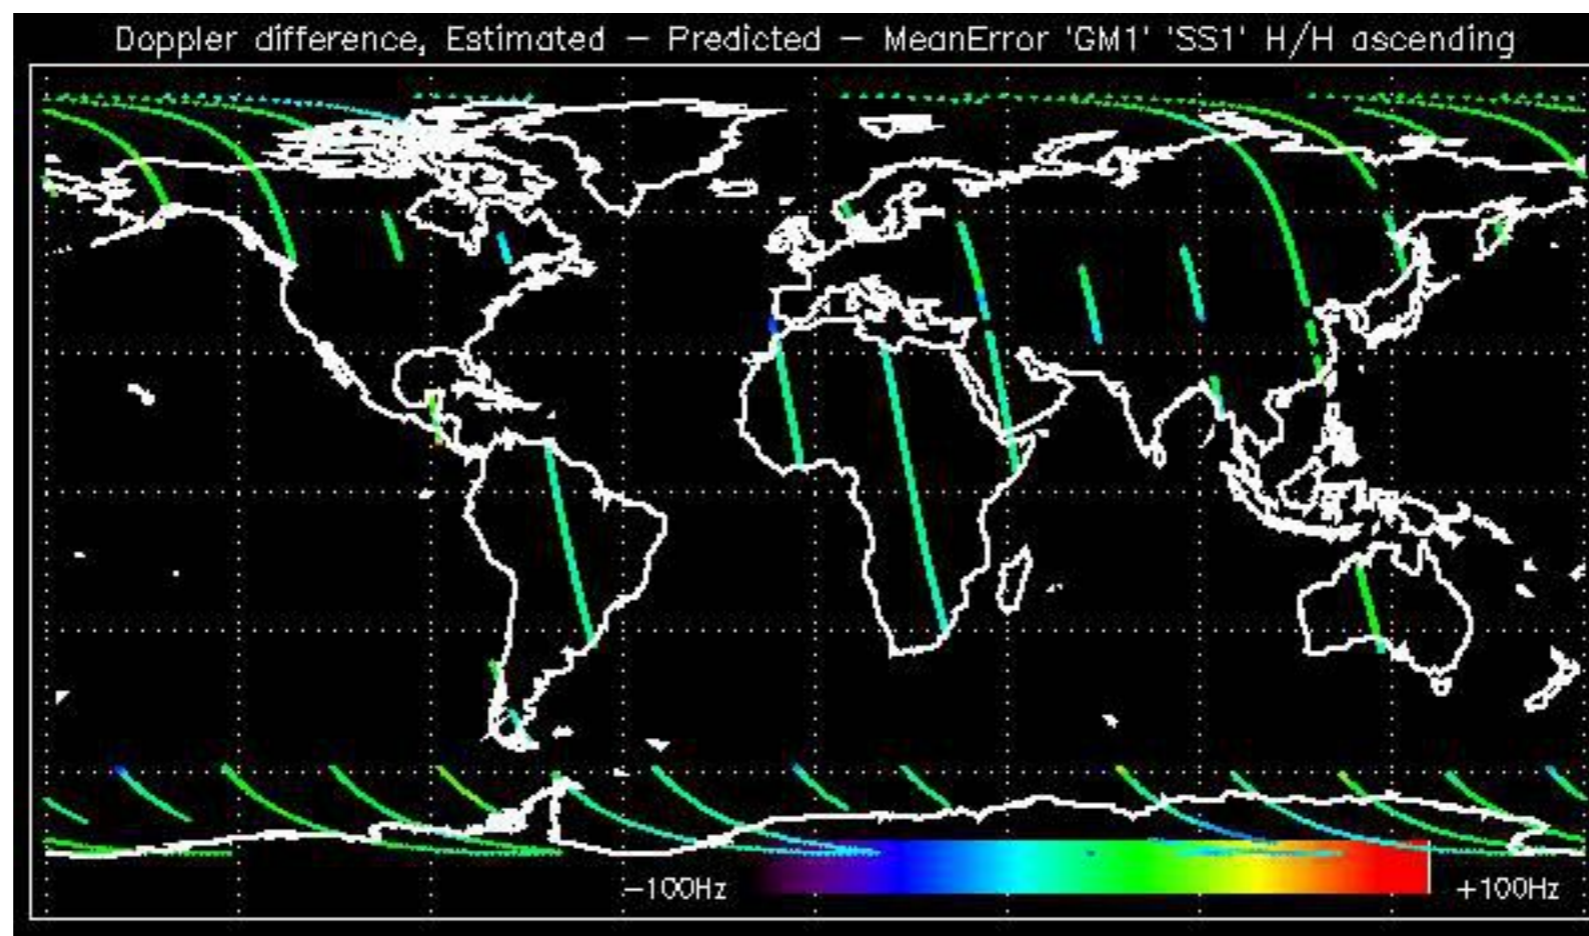 Doppler difference, Estimated – Predicted – MeanError 'GM1' 'SS1' H/H ascending
−100Hz
+100Hz